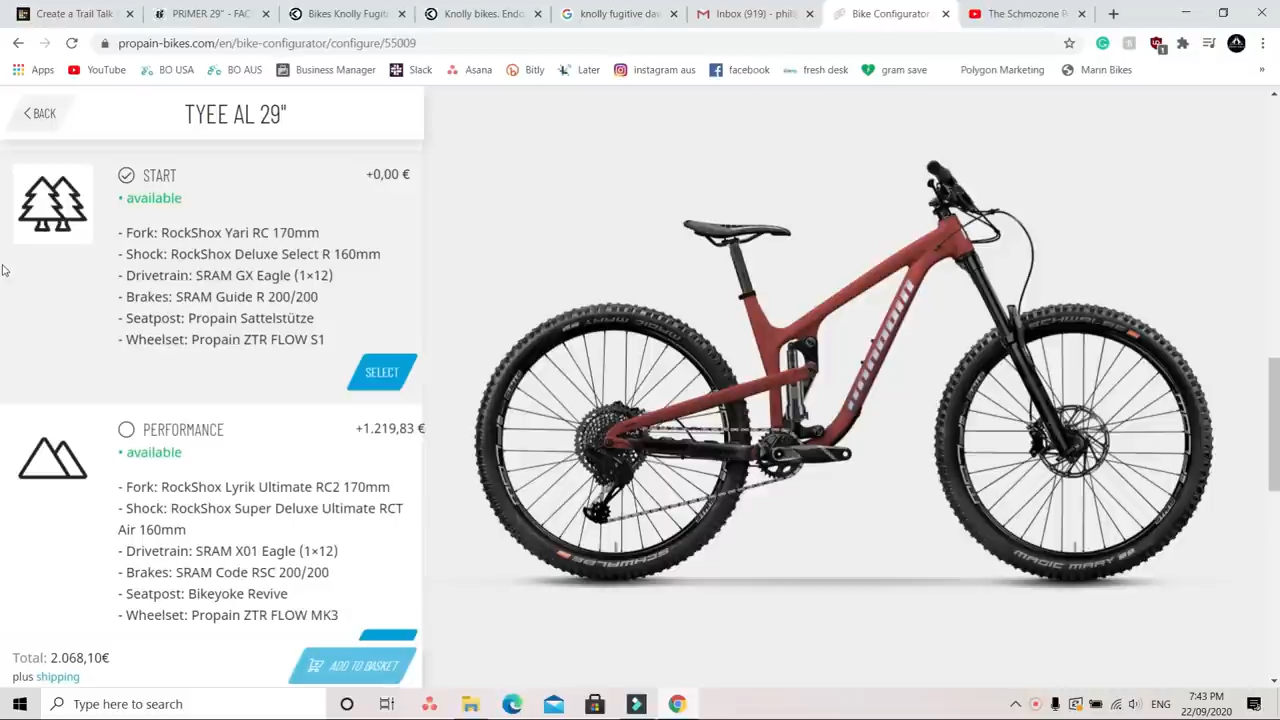 Create a Trail Talk
PRIMER 29" - FAC
Bikes Knolly Fugiti
Knolly bikes. Endo
knolly fugitive dav
Inbox (919) - phil
Bike Configurator
The Schmozone P
propain-bikes.com/en/bike-configurator/configure/55009
Apps
YouTube
BO USA
BO AUS
Business Manager
Slack
Asana
Bitly
Later
instagram aus
facebook
fresh desk
gram save
Polygon Marketing
Marin Bikes
BACK
TYEE AL 29"
START
+0,00 €
• available
- Fork: RockShox Yari RC 170mm
- Shock: RockShox Deluxe Select R 160mm
- Drivetrain: SRAM GX Eagle (1×12)
- Brakes: SRAM Guide R 200/200
- Seatpost: Propain Sattelstütze
- Wheelset: Propain ZTR FLOW S1
SELECT
PERFORMANCE
+1.219,83 €
• available
- Fork: RockShox Lyrik Ultimate RC2 170mm
- Shock: RockShox Super Deluxe Ultimate RCT
Air 160mm
- Drivetrain: SRAM X01 Eagle (1×12)
- Brakes: SRAM Code RSC 200/200
- Seatpost: Bikeyoke Revive
- Wheelset: Propain ZTR FLOW MK3
Total: 2.068,10€
plus shipping
ADD TO BASKET
propain
SCHWALBE
MAGIC MARY
SCHWALBE
MAGIC MARY
Type here to search
ENG
7:43 PM
22/09/2020